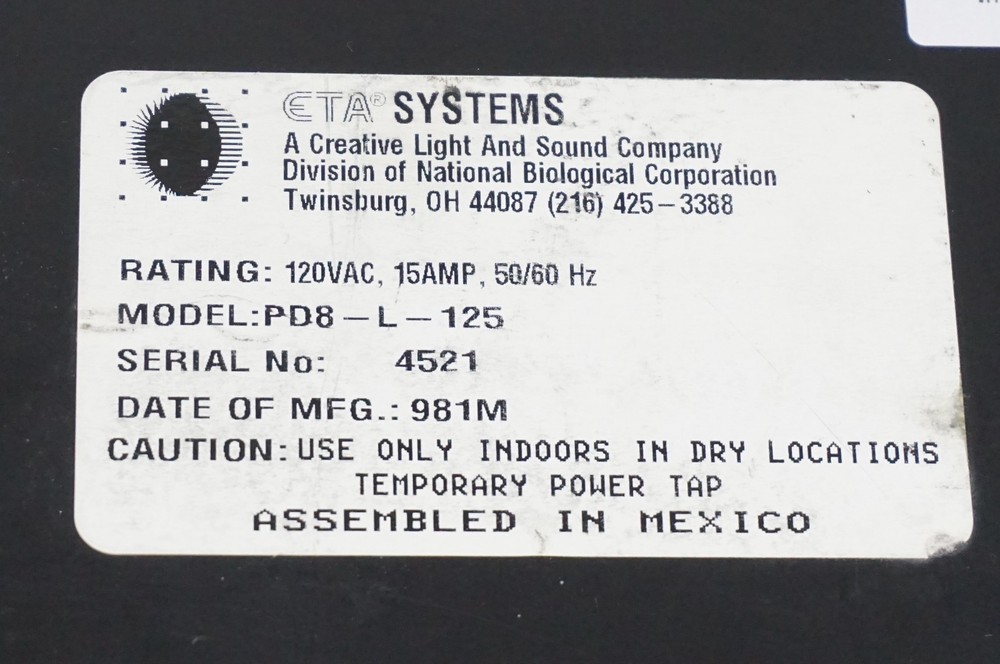 ETA® SYSTEMS
A Creative Light And Sound Company
Division of National Biological Corporation
Twinsburg, OH 44087 (216) 425-3388
RATING: 120VAC, 15AMP, 50/60 Hz
MODEL:PD8-L-125
SERIAL No: 4521
DATE OF MFG.: 981M
CAUTION: USE ONLY INDOORS IN DRY LOCATIONS
TEMPORARY POWER TAP
ASSEMBLED IN MEXICO